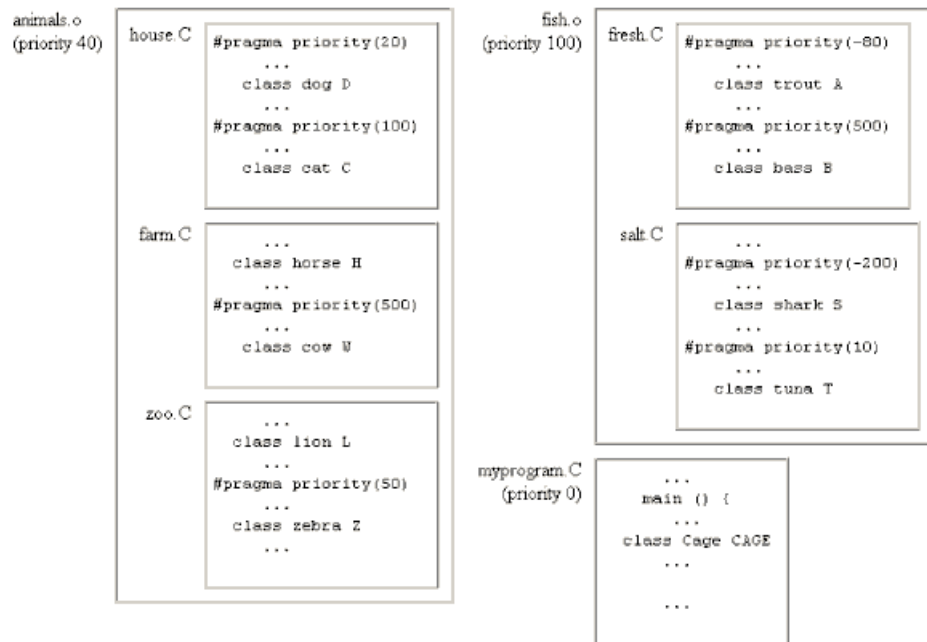 animals.o
(priority 40)
house.C
#pragma priority(20)
...
class dog D
...
#pragma priority(100)
...
class cat C
farm.C
...
class horse H
...
#pragma priority(500)
...
class cow W
zoo.C
...
class lion L
...
#pragma priority(50)
...
class zebra Z
...
fish.o
(priority 100)
fresh.C
#pragma priority(-80)
...
class trout A
...
#pragma priority(500)
...
class bass B
salt.C
...
#pragma priority(-200)
...
class shark S
...
#pragma priority(10)
...
class tuna T
myprogram.C
(priority 0)
...
main () {
...
class Cage CAGE
...
...